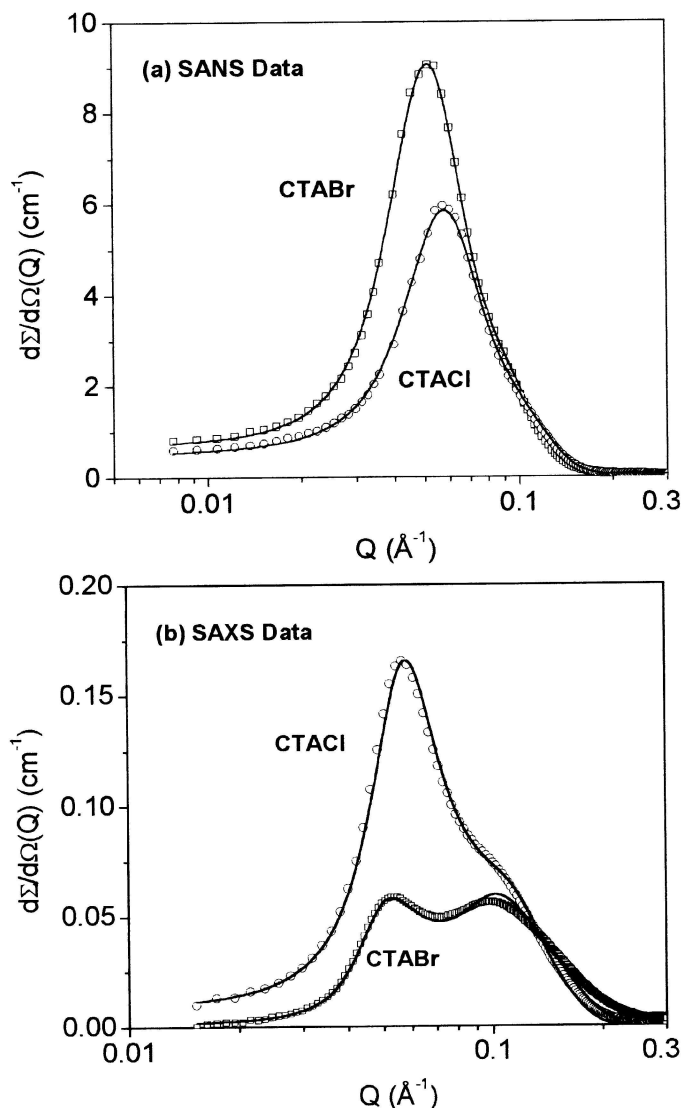 10
(a) SANS Data
8
CTABr
6
4
CTACl
2
0
0.01
0.1
0.3
dΣ/dΩ(Q) (cm⁻¹)
Q (Å⁻¹)
0.20
(b) SAXS Data
0.15
CTACl
0.10
0.05
CTABr
0.00
0.01
0.1
0.3
dΣ/dΩ(Q) (cm⁻¹)
Q (Å⁻¹)